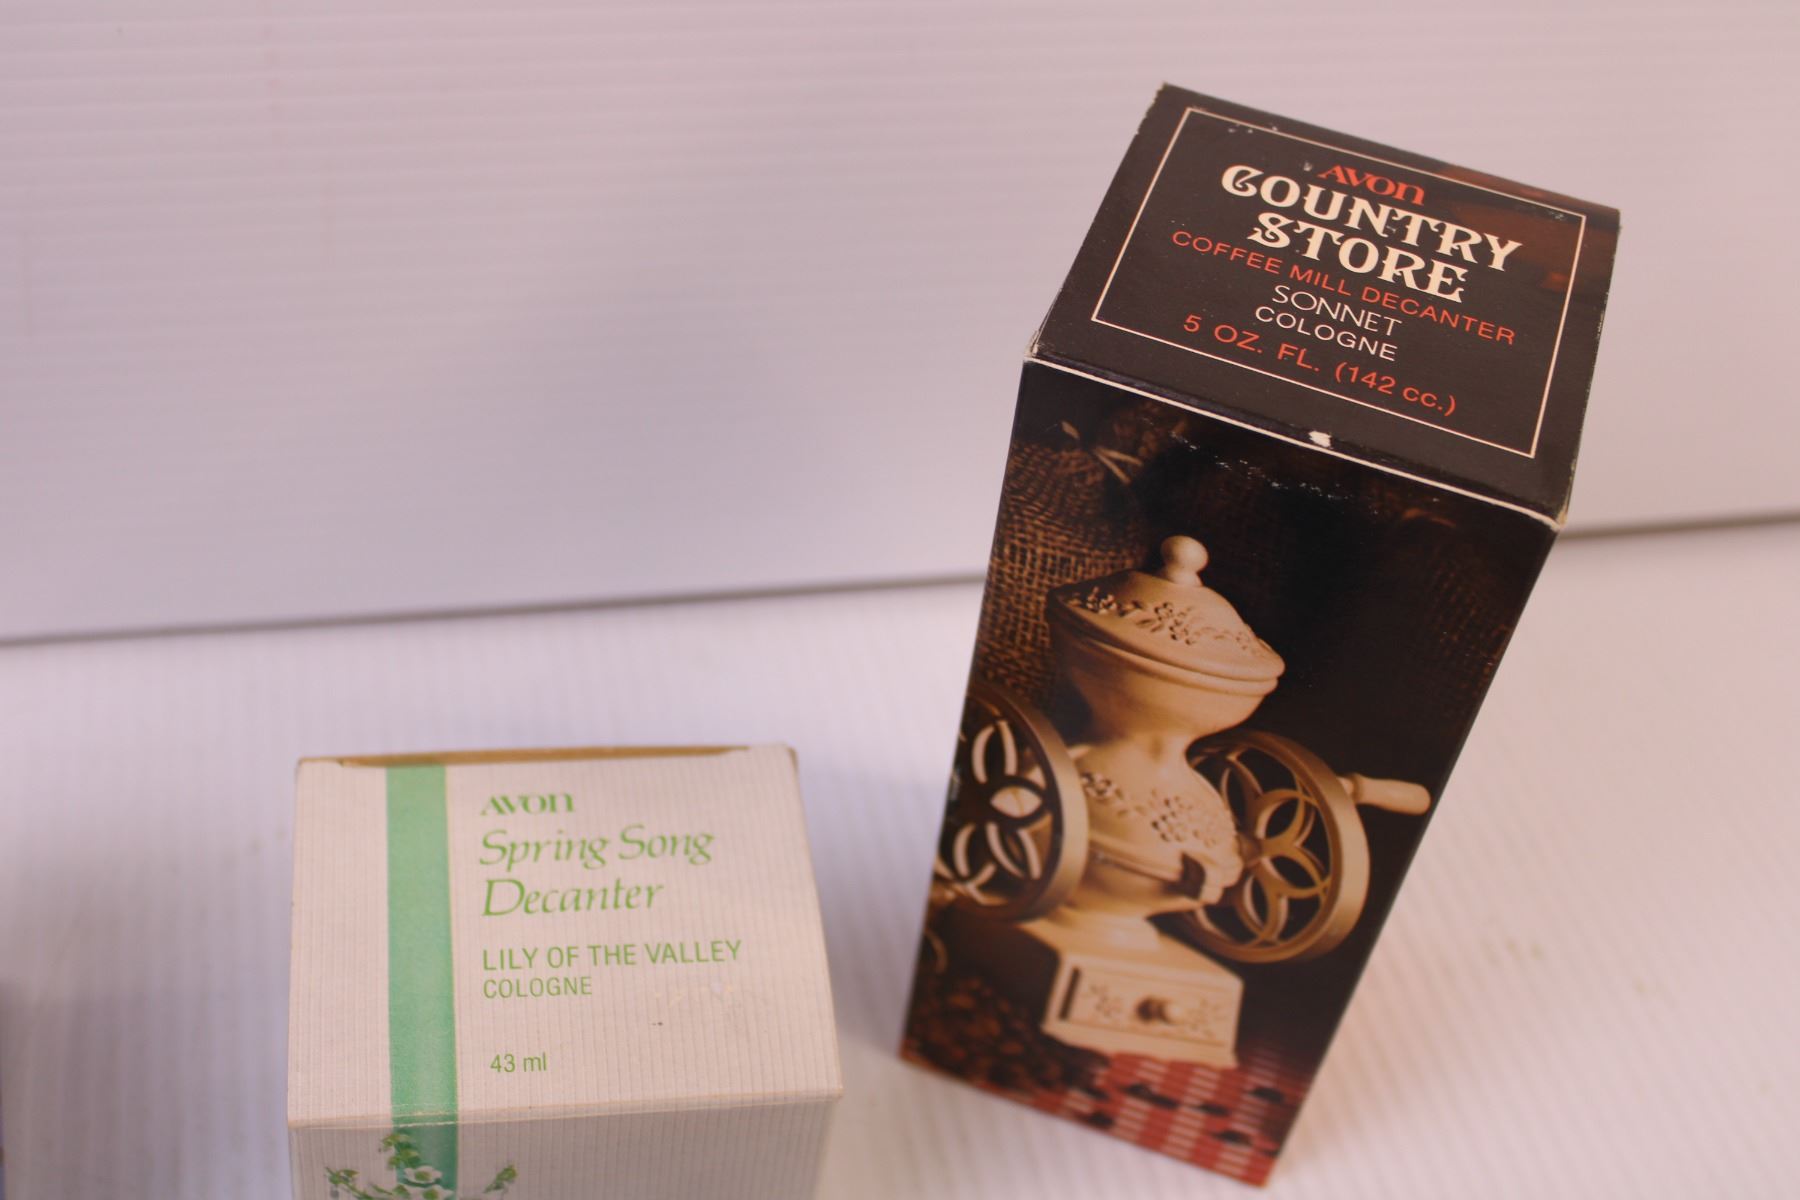 AVON
COUNTRY
STORE
COFFEE MILL DECANTER
SONNET
COLOGNE
5 OZ. FL. (142 cc.)
AVON
Spring Song
Decanter
LILY OF THE VALLEY
COLOGNE
43 ml